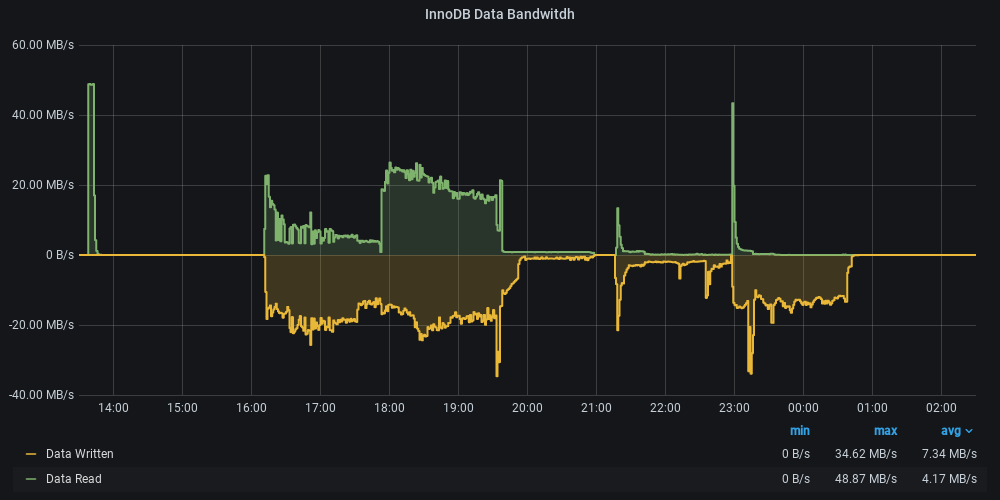 InnoDB Data Bandwitdh
60.00 MB/s
40.00 MB/s
20.00 MB/s
0 B/s
-20.00 MB/s
-40.00 MB/s
14:00 15:00 16:00 17:00 18:00 19:00 20:00 21:00 22:00 23:00 00:00 01:00 02:00
min max avg
Data Written 0 B/s 34.62 MB/s 7.34 MB/s
Data Read 0 B/s 48.87 MB/s 4.17 MB/s